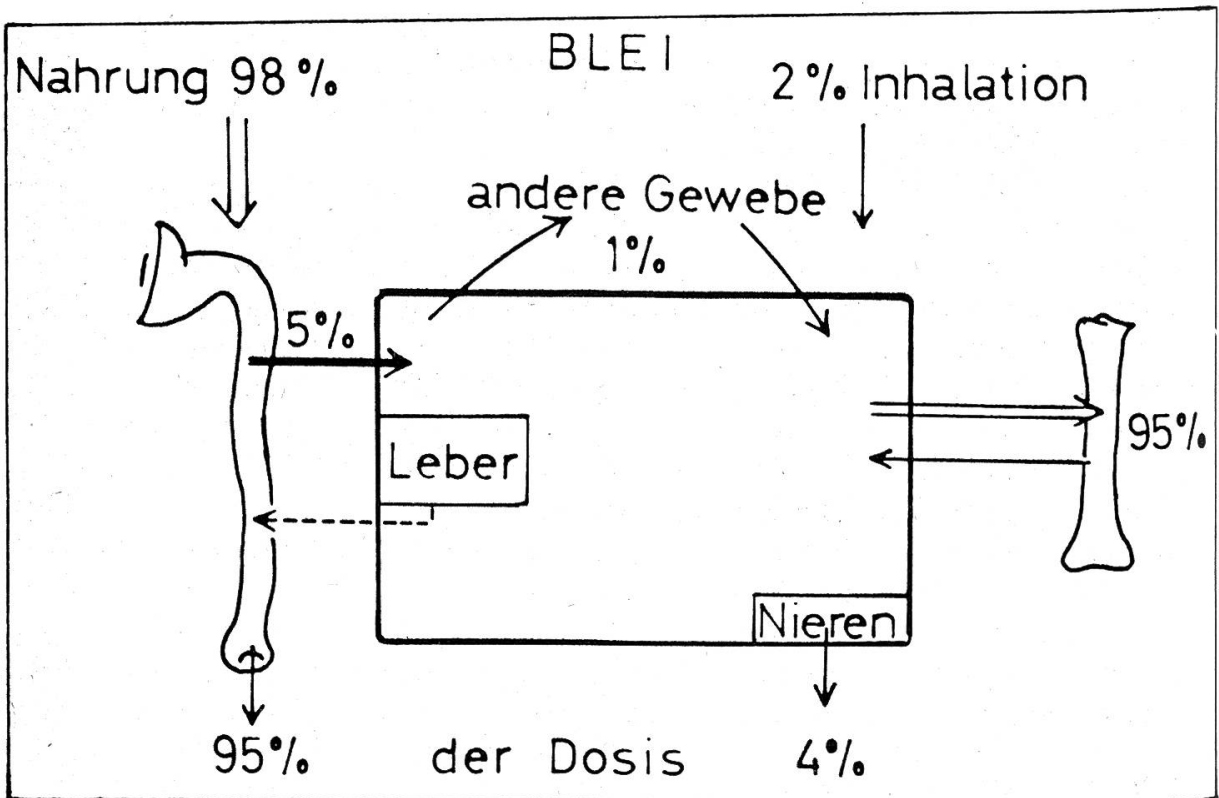 BLEI
Nahrung 98%
2% Inhalation
andere Gewebe
1%
5%
Leber
95%
Nieren
95% der Dosis 4%